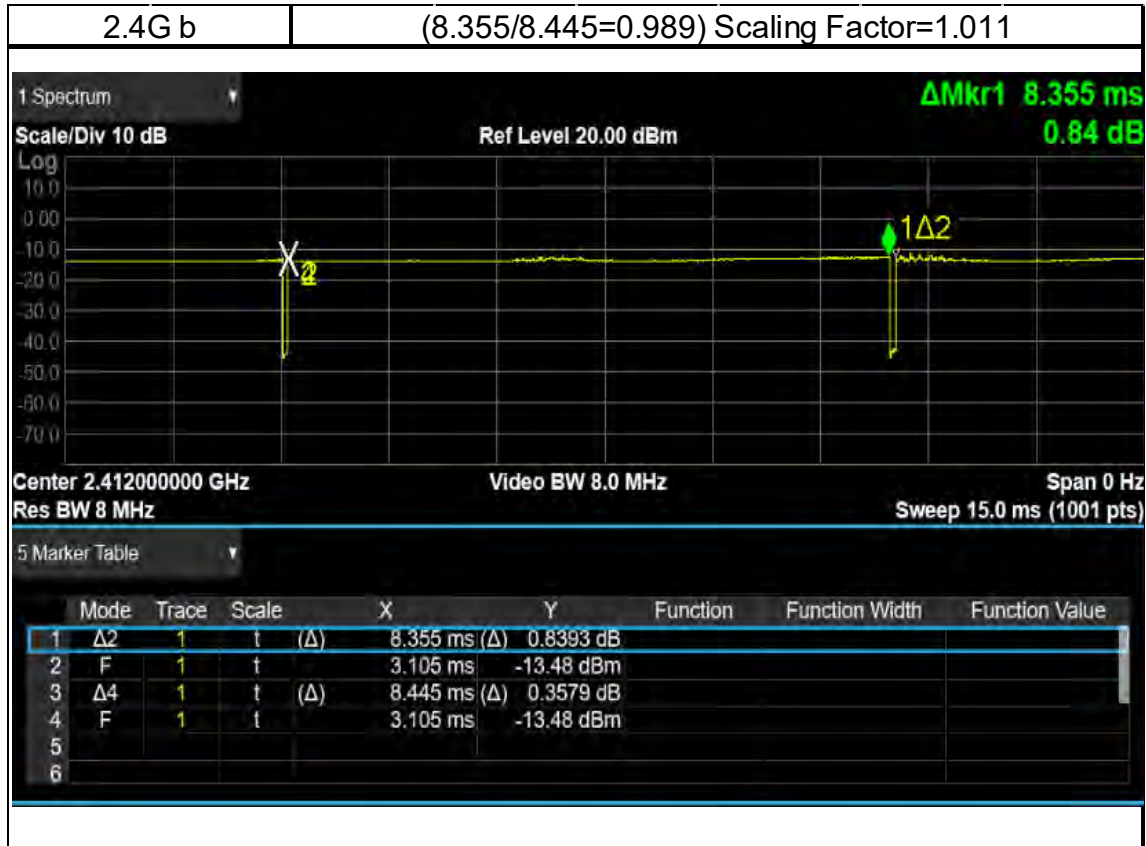 2.4G b (8.355/8.445=0.989) Scaling Factor=1.011
1 Spectrum ΔMkr1 8.355 ms
Scale/Div 10 dB Ref Level 20.00 dBm 0.84 dB
Log
10.0
0.00
1Δ2
-10.0
X
-20.0
-30.0
-40.0
-50.0
-60.0
-70.0
Center 2.412000000 GHz Video BW 8.0 MHz Span 0 Hz
Res BW 8 MHz Sweep 15.0 ms (1001 pts)
5 Marker Table
Mode Trace Scale X Y Function Function Width Function Value
1 Δ2 1 t (Δ) 8.355 ms (Δ) 0.8393 dB
2 F 1 t 3.105 ms -13.48 dBm
3 Δ4 1 t (Δ) 8.445 ms (Δ) 0.3579 dB
4 F 1 t 3.105 ms -13.48 dBm
5
6